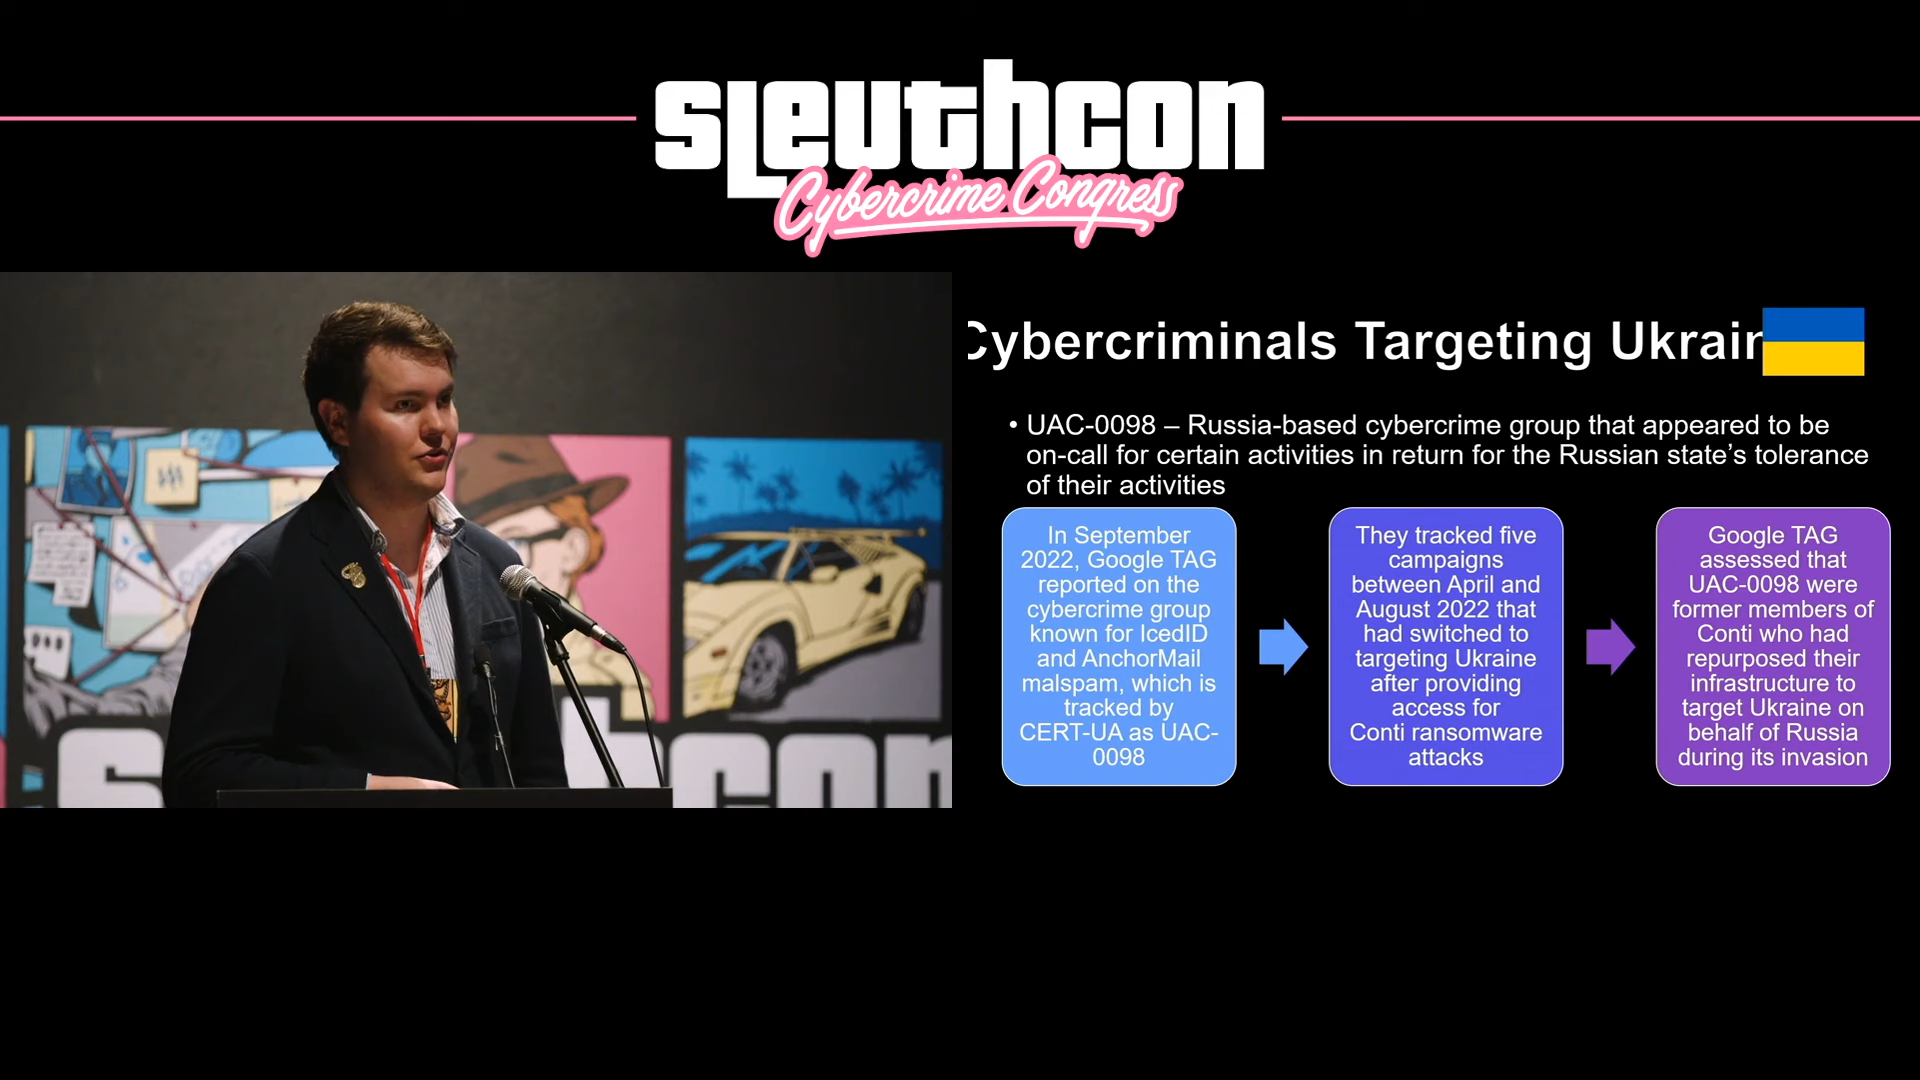 sleuthcon
Cybercrime Congress
Cybercriminals Targeting Ukrain
• UAC-0098 – Russia-based cybercrime group that appeared to be
on-call for certain activities in return for the Russian state’s tolerance
of their activities
In September
2022, Google TAG
reported on the
cybercrime group
known for IcedID
and AnchorMail
malspam, which is
tracked by
CERT-UA as UAC-
0098
They tracked five
campaigns
between April and
August 2022 that
had switched to
targeting Ukraine
after providing
access for
Conti ransomware
attacks
Google TAG
assessed that
UAC-0098 were
former members of
Conti who had
repurposed their
infrastructure to
target Ukraine on
behalf of Russia
during its invasion
sleuthcon